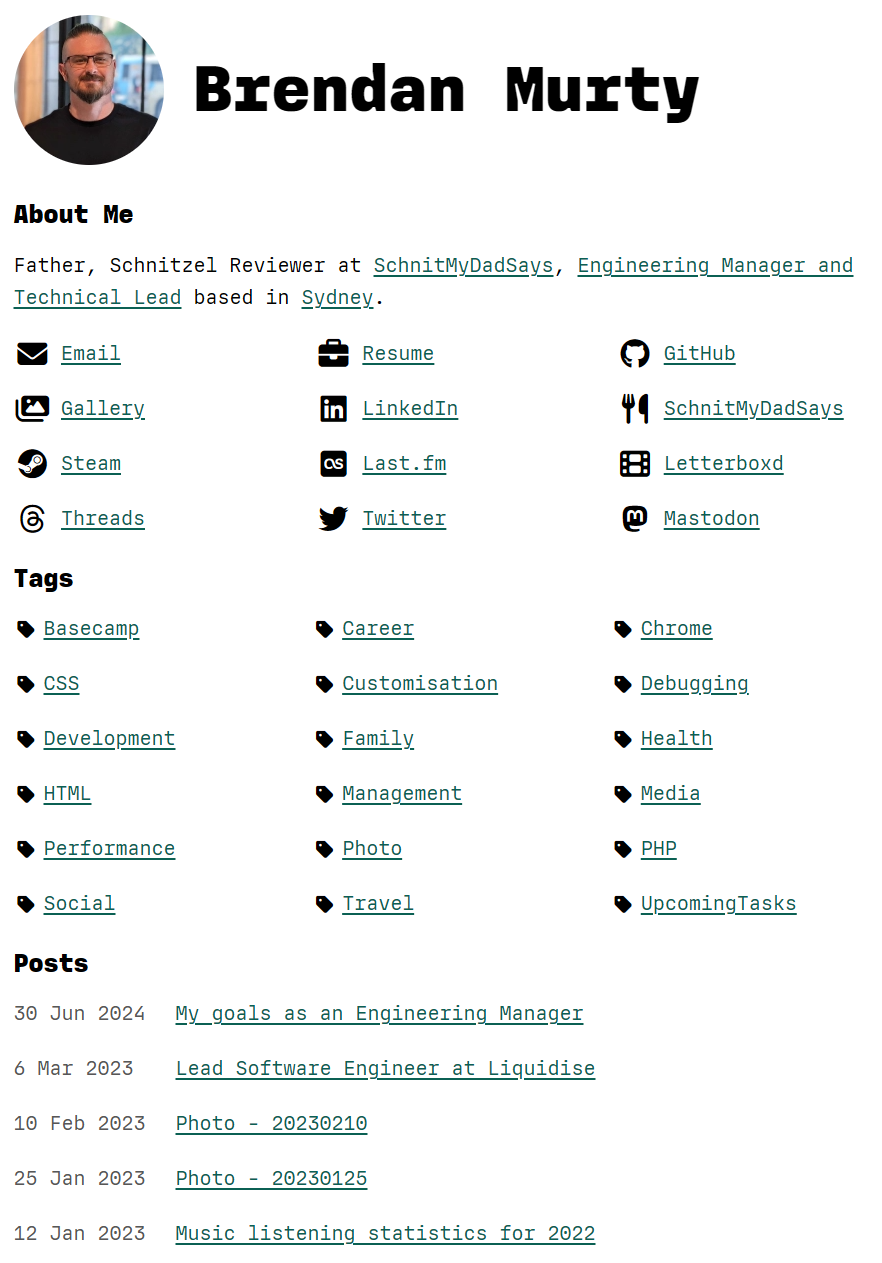 Brendan Murty
About Me
Father, Schnitzel Reviewer at SchnitMyDadSays, Engineering Manager and
Technical Lead based in Sydney.
Email Resume GitHub
Gallery LinkedIn SchnitMyDadSays
Steam Last.fm Letterboxd
Threads Twitter Mastodon
Tags
Basecamp Career Chrome
CSS Customisation Debugging
Development Family Health
HTML Management Media
Performance Photo PHP
Social Travel UpcomingTasks
Posts
30 Jun 2024 My goals as an Engineering Manager
6 Mar 2023 Lead Software Engineer at Liquidise
10 Feb 2023 Photo - 20230210
25 Jan 2023 Photo - 20230125
12 Jan 2023 Music listening statistics for 2022